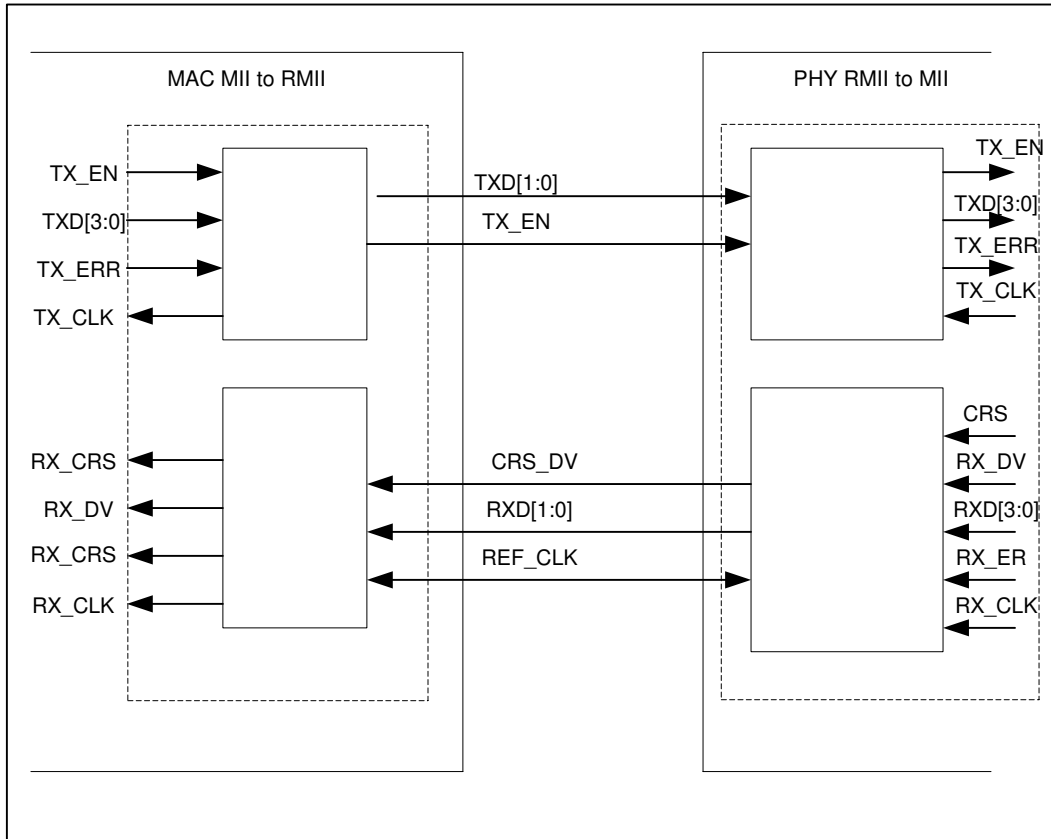 MAC MII to RMII
TX_EN
TXD[3:0]
TX_ERR
TX_CLK
RX_CRS
RX_DV
RX_CRS
RX_CLK
TXD[1:0]
TX_EN
CRS_DV
RXD[1:0]
REF_CLK
PHY RMII to MII
TX_EN
TXD[3:0]
TX_ERR
TX_CLK
CRS
RX_DV
RXD[3:0]
RX_ER
RX_CLK